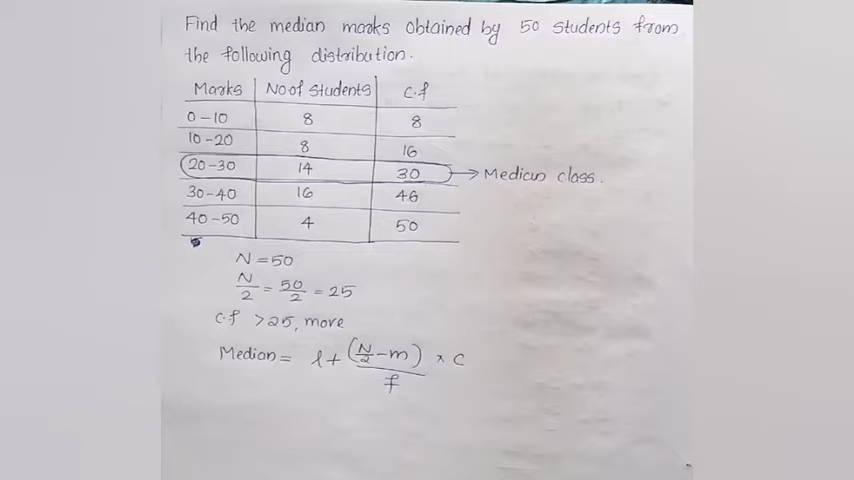 Find the median marks obtained by 50 students from
the following distribution.
Marks No of students c.f
0-10 8 8
10-20 8 16
20-30 14 30 → Median class.
30-40 16 46
40-50 4 50
N = 50
N/2 = 50/2 = 25
c.f > 25, more
Median = l + (N/2 - m)/f × c